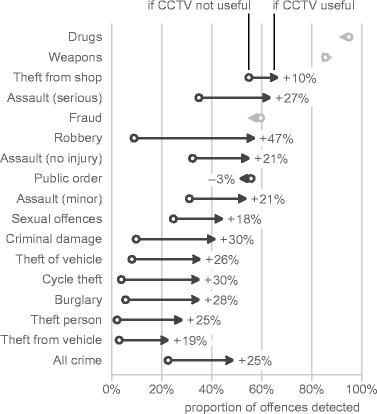 if CCTV not useful if CCTV useful
Drugs
Weapons
Theft from shop +10%
Assault (serious) +27%
Fraud
Robbery +47%
Assault (no injury) +21%
Public order –3%
Assault (minor) +21%
Sexual offences +18%
Criminal damage +30%
Theft of vehicle +26%
Cycle theft +30%
Burglary +28%
Theft person +25%
Theft from vehicle +19%
All crime +25%
0% 20% 40% 60% 80% 100%
proportion of offences detected